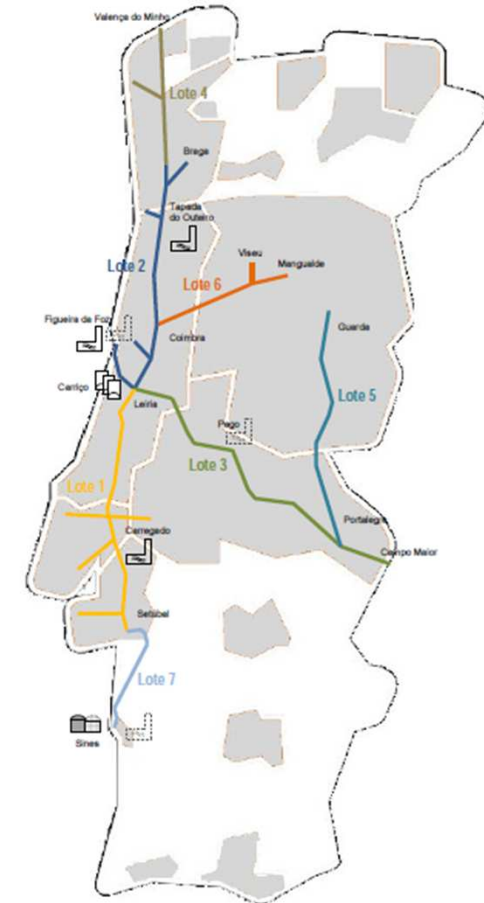 Valença do Minho
Lote 4
Braga
Tapada
do Outeiro
Lote 2
Viseu
Mangualde
Lote 6
Figueira da Foz
Guarda
Coimbra
Carriço
Leiria
Lote 5
Pego
Lote 3
Lote 1
Portalegre
Carregado
Campo Maior
Setúbal
Lote 7
Sines